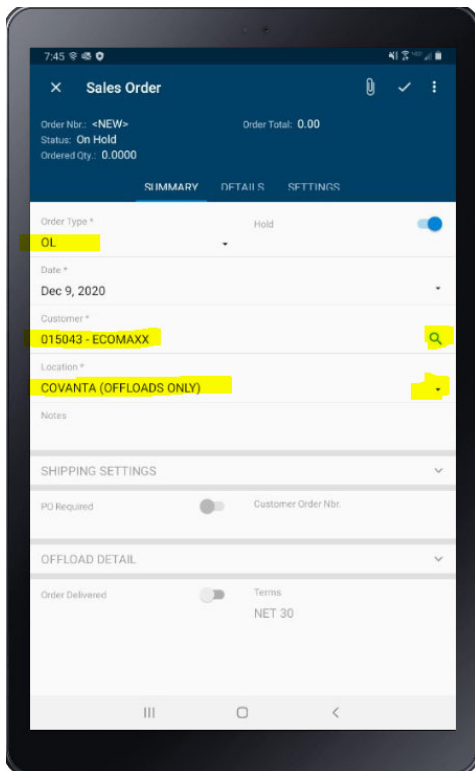 7:45
Sales Order
Order Nbr.: <NEW>
Order Total: 0.00
Status: On Hold
Ordered Qty.: 0.0000
SUMMARY DETAILS SETTINGS
Order Type *
Hold
OL
Date *
Dec 9, 2020
Customer *
015043 - ECOMAXX
Location *
COVANTA (OFFLOADS ONLY)
Notes
SHIPPING SETTINGS
PO Required
Customer Order Nbr.
OFFLOAD DETAIL
Order Delivered
Terms
NET 30